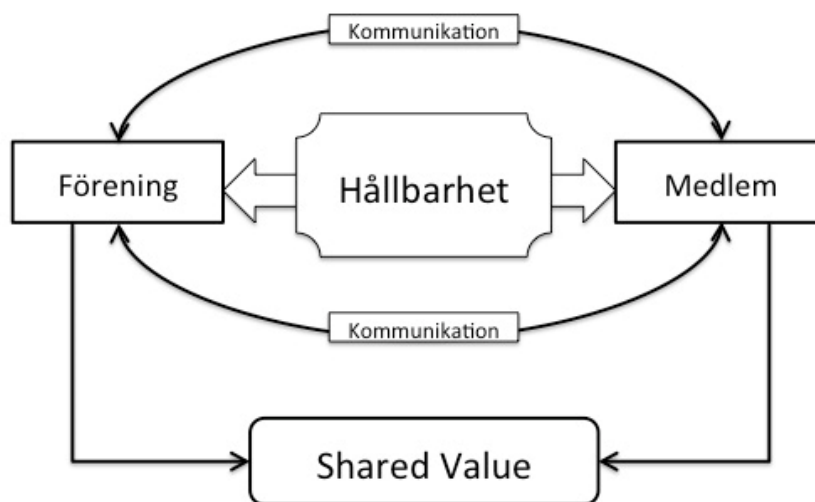 Kommunikation
Förening
Hållbarhet
Medlem
Kommunikation
Shared Value